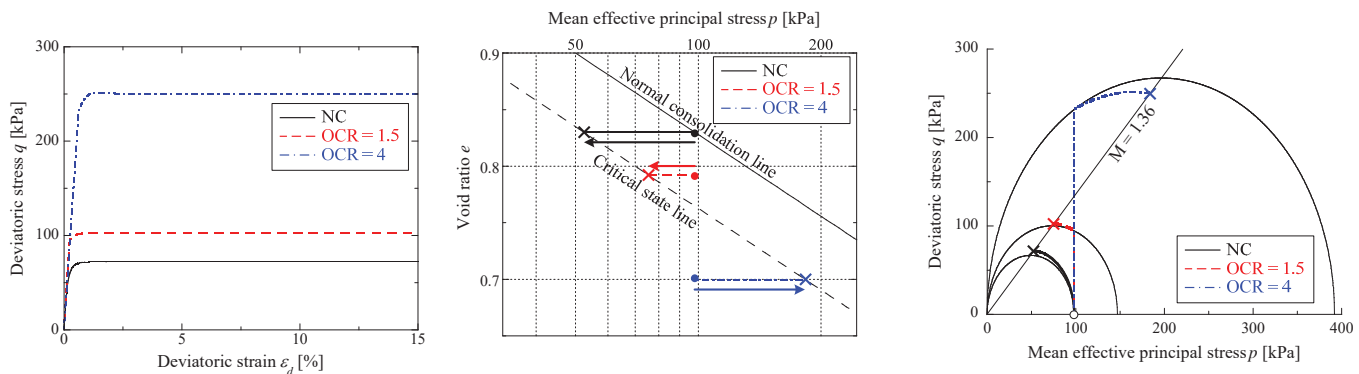 300
200
100
0
0
5
10
15
Deviatoric stress q [kPa]
Deviatoric strain εd [%]
NC
OCR = 1.5
OCR = 4
Mean effective principal stress p [kPa]
50
100
200
0.9
0.8
0.7
Void ratio e
NC
OCR = 1.5
OCR = 4
Normal consolidation line
Critical state line
300
200
100
0
0
100
200
300
400
Deviatoric stress q [kPa]
Mean effective principal stress p [kPa]
M = 1.36
NC
OCR = 1.5
OCR = 4